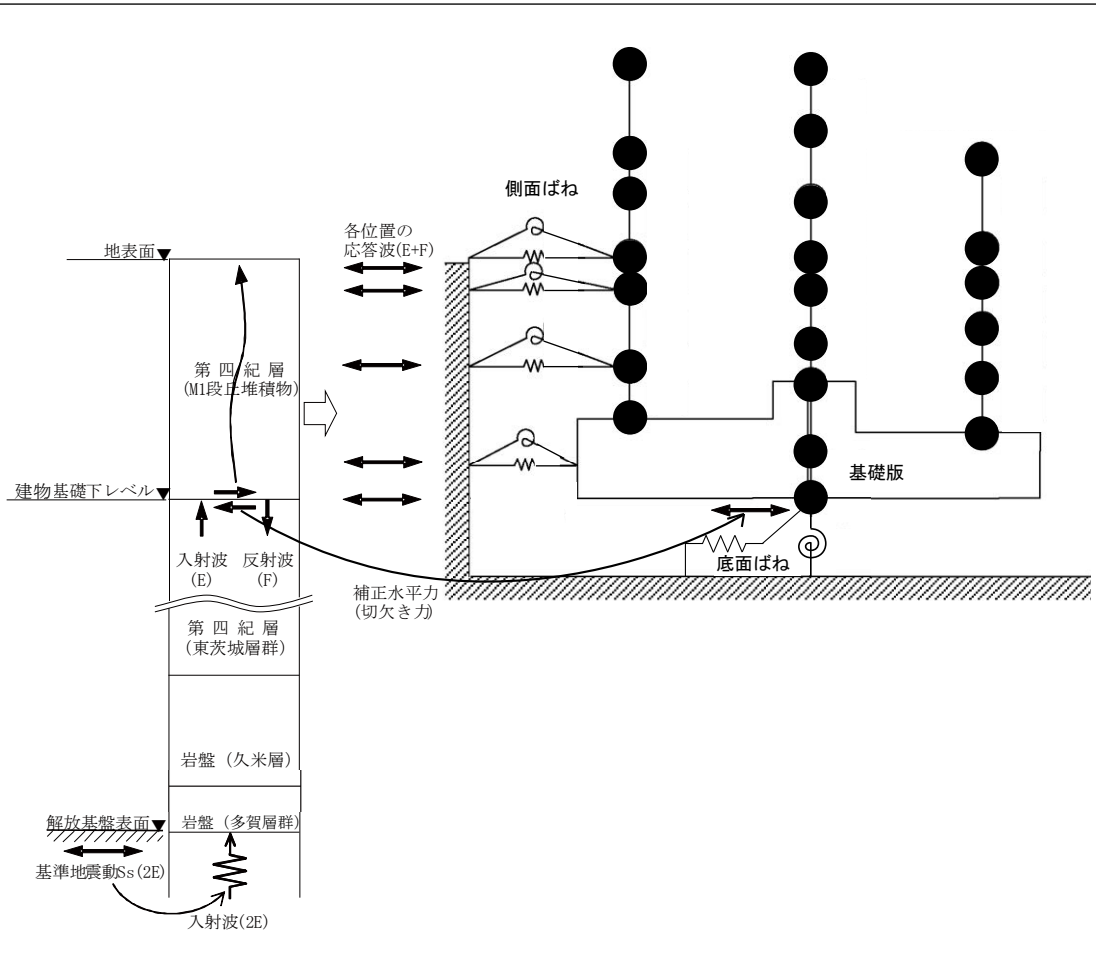 側面ばね
各位置の
応答波(E+F)
地表面
第 四 紀 層
(M1段丘堆積物)
建物基礎下レベル
基礎版
入射波
(E)
反射波
(F)
底面ばね
補正水平力
(切欠き力)
第 四 紀 層
(東茨城層群)
岩盤 (久米層)
解放基盤表面
岩盤 (多賀層群)
基準地震動Ss(2E)
入射波(2E)